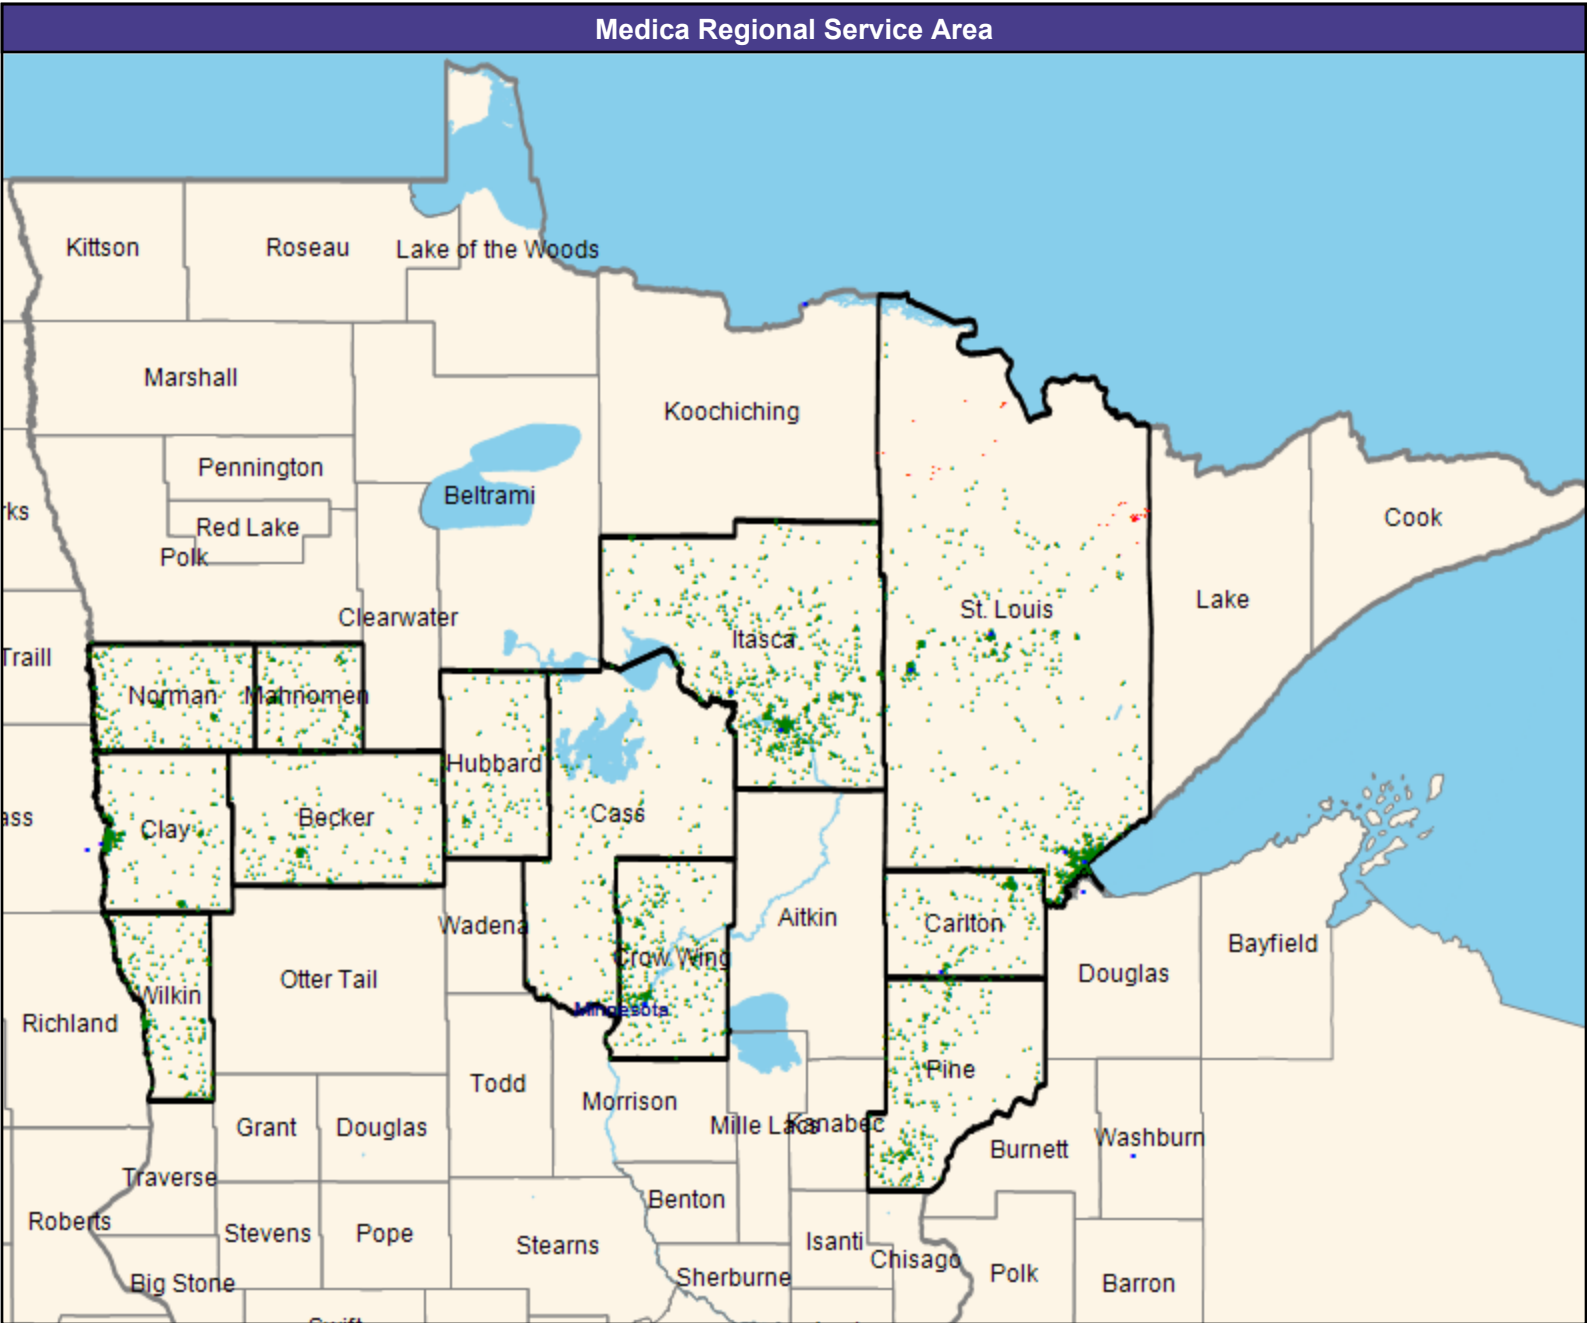 Medica Regional Service Area
Kittson
Roseau
Lake of the Woods
Marshall
Koochiching
Pennington
Beltrami
rks
Red Lake
Cook
Polk
Lake
St. Louis
Clearwater
Itasca
Traill
Norman
Mahnomen
Hubbard
Cass
ass
Clay
Becker
Aitkin
Carlton
Wadena
Bayfield
Crow Wing
Douglas
Otter Tail
Wilkin
Minnesota
Richland
Pine
Todd
Morrison
Mille Lacs
Kanabec
Grant
Douglas
Burnett
Washburn
Traverse
Benton
Roberts
Stevens
Pope
Stearns
Isanti
Chisago
Sherburne
Polk
Barron
Big Stone